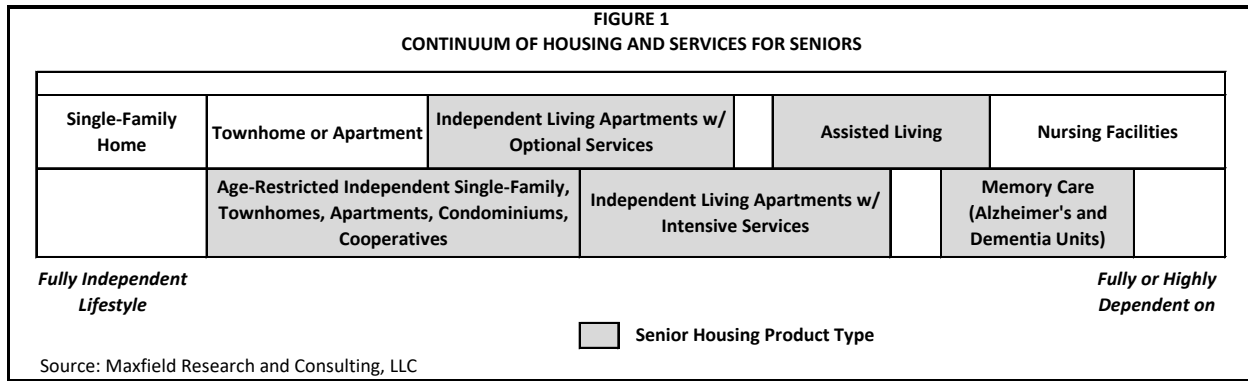 FIGURE 1
CONTINUUM OF HOUSING AND SERVICES FOR SENIORS
Single-Family
Home
Townhome or Apartment
Independent Living Apartments w/
Optional Services
Assisted Living
Nursing Facilities
Age-Restricted Independent Single-Family,
Townhomes, Apartments, Condominiums,
Cooperatives
Independent Living Apartments w/
Intensive Services
Memory Care
(Alzheimer's and
Dementia Units)
Fully Independent
Lifestyle
Fully or Highly
Dependent on
Senior Housing Product Type
Source: Maxfield Research and Consulting, LLC